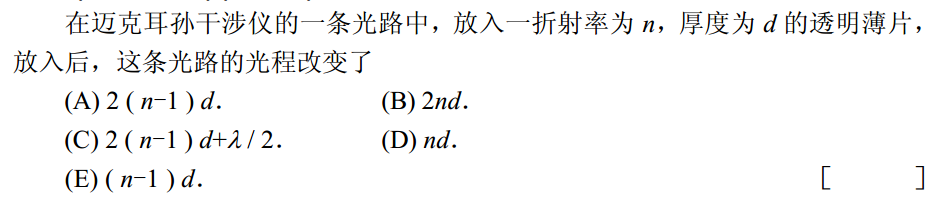 在迈克耳孙干涉仪的一条光路中，放入一折射率为 n，厚度为 d 的透明薄片，
放入后，这条光路的光程改变了
(A) 2 ( n-1 ) d. (B) 2nd.
(C) 2 ( n-1 ) d+λ / 2. (D) nd.
(E) ( n-1 ) d. [ ]